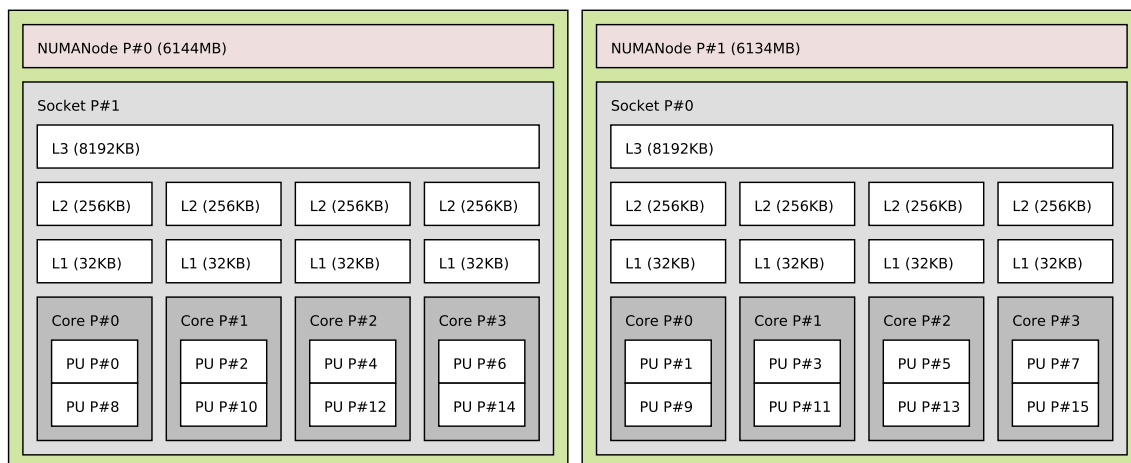 NUMANode P#0 (6144MB)
Socket P#1
L3 (8192KB)
L2 (256KB) L2 (256KB) L2 (256KB) L2 (256KB)
L1 (32KB) L1 (32KB) L1 (32KB) L1 (32KB)
Core P#0 Core P#1 Core P#2 Core P#3
PU P#0 PU P#2 PU P#4 PU P#6
PU P#8 PU P#10 PU P#12 PU P#14
NUMANode P#1 (6134MB)
Socket P#0
L3 (8192KB)
L2 (256KB) L2 (256KB) L2 (256KB) L2 (256KB)
L1 (32KB) L1 (32KB) L1 (32KB) L1 (32KB)
Core P#0 Core P#1 Core P#2 Core P#3
PU P#1 PU P#3 PU P#5 PU P#7
PU P#9 PU P#11 PU P#13 PU P#15